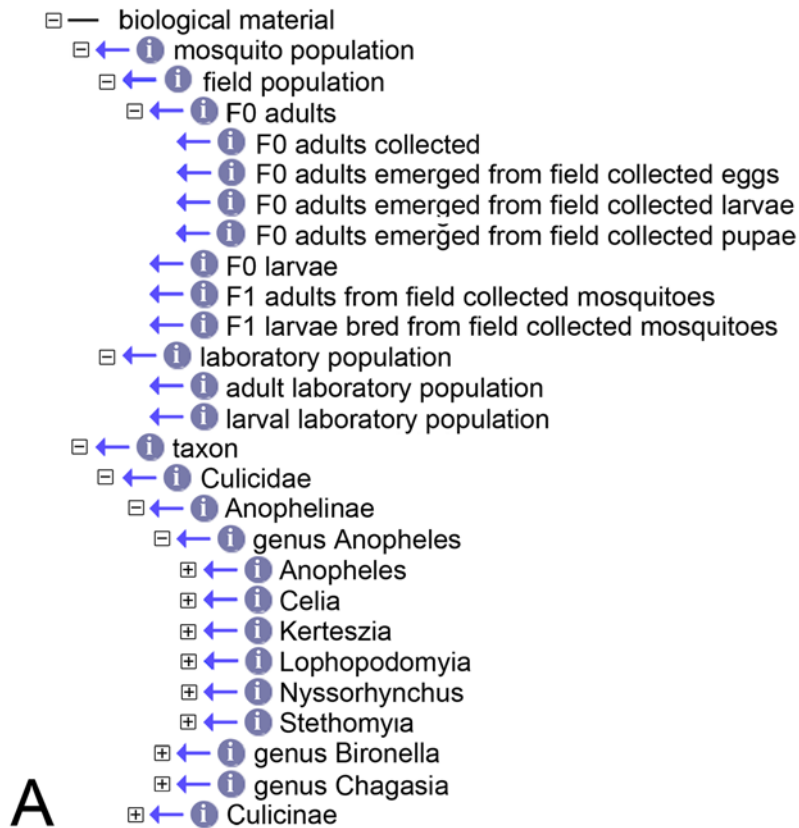 biological material
mosquito population
field population
F0 adults
F0 adults collected
F0 adults emerged from field collected eggs
F0 adults emerged from field collected larvae
F0 adults emerged from field collected pupae
F0 larvae
F1 adults from field collected mosquitoes
F1 larvae bred from field collected mosquitoes
laboratory population
adult laboratory population
larval laboratory population
taxon
Culicidae
Anophelinae
genus Anopheles
Anopheles
Celia
Kerteszia
Lophopodomyia
Nyssorhynchus
Stethomyia
genus Bironella
genus Chagasia
Culicinae
A